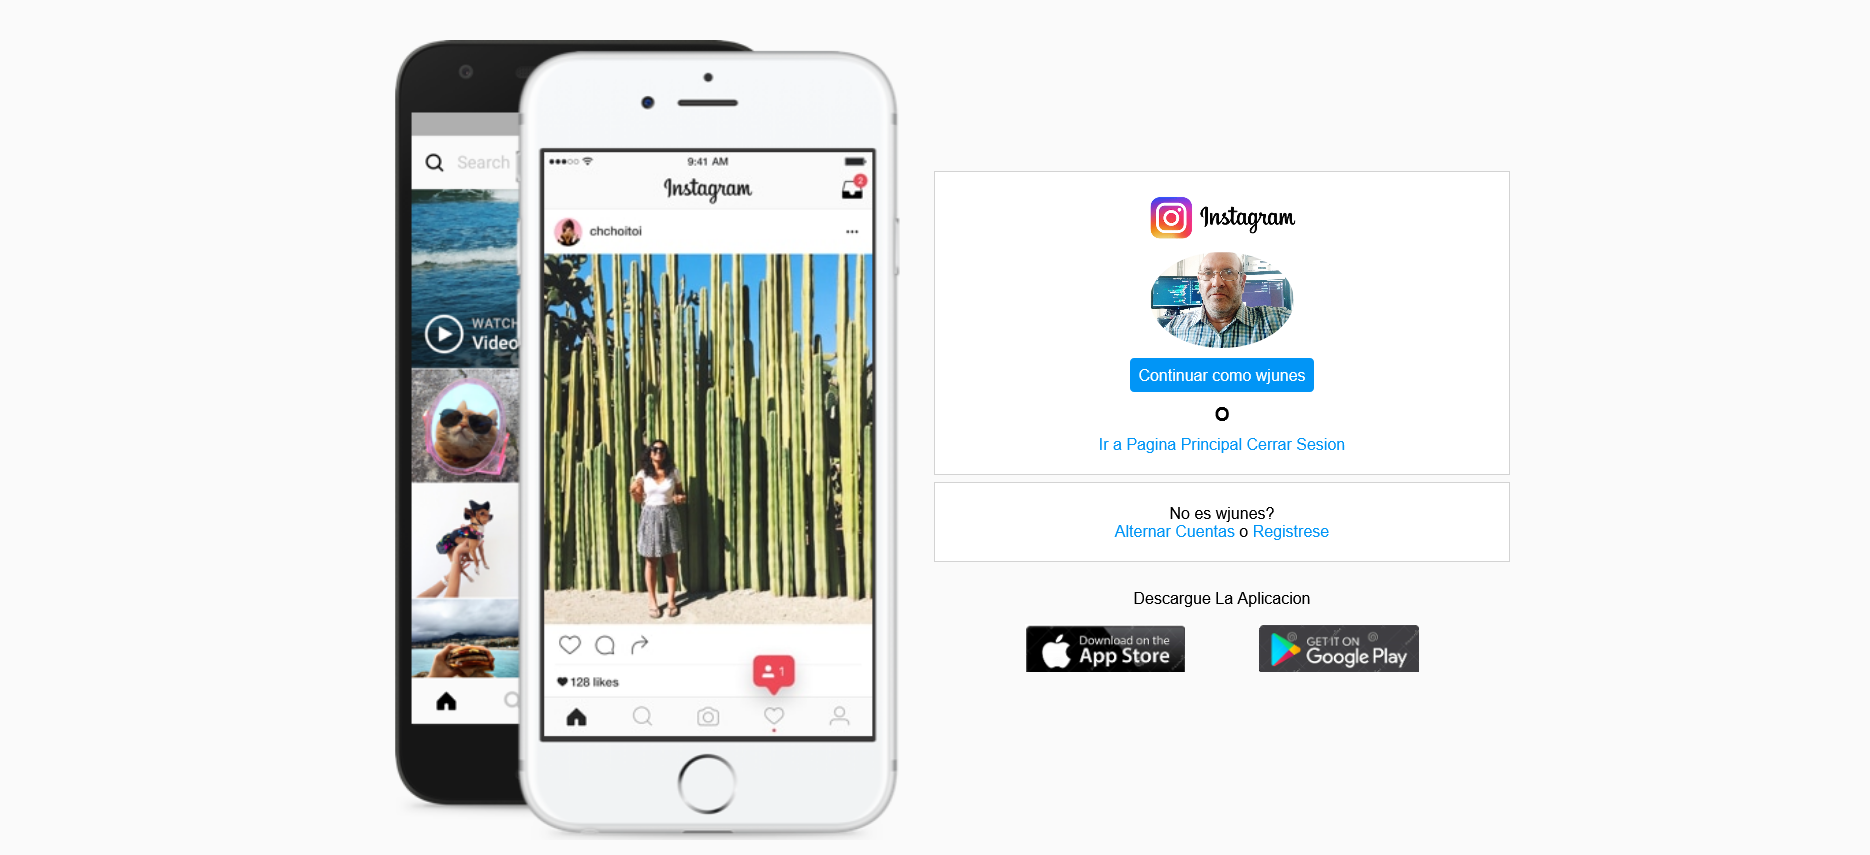 Search
WATCH
Video
9:41 AM
Instagram
2
chchoitoi
1
128 likes
Instagram
Continuar como wjunes
O
Ir a Pagina Principal Cerrar Sesion
No es wjunes?
Alternar Cuentas o Registrese
Descargue La Aplicacion
Download on the
App Store
GET IT ON
Google Play